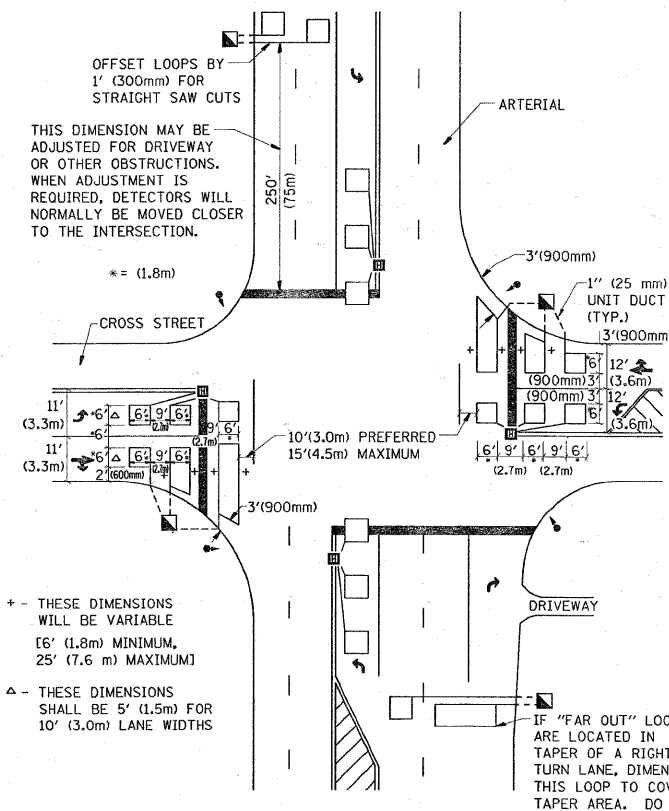 OFFSET LOOPS BY
1' (300mm) FOR
STRAIGHT SAW CUTS
THIS DIMENSION MAY BE
ADJUSTED FOR DRIVEWAY
OR OTHER OBSTRUCTIONS.
WHEN ADJUSTMENT IS
REQUIRED, DETECTORS WILL
NORMALLY BE MOVED CLOSER
TO THE INTERSECTION.
250'
(75m)
ARTERIAL
* = (1.8m)
3'(900mm)
1" (25 mm)
UNIT DUCT
(TYP.)
CROSS STREET
3'(900mm
*6'
(900mm) 3'
(900mm) 3'
*6'
12'
(3.6m)
12'
(3.6m)
11'
(3.3m)
*6'
*6
△
6' 9' 6'
(2.7m)
9' 6'
(2.7m) *
11'
(3.3m)
*6'
△
6' 9' 6'
(2.7m)
2' (600mm)
10'(3.0m) PREFERRED
15'(4.5m) MAXIMUM
6' 9' 6' 9' 6'
* * *
(2.7m) (2.7m)
3'(900mm)
+ - THESE DIMENSIONS
WILL BE VARIABLE
[6' (1.8m) MINIMUM,
25' (7.6 m) MAXIMUM]
△ - THESE DIMENSIONS
SHALL BE 5' (1.5m) FOR
10' (3.0m) LANE WIDTHS
DRIVEWAY
IF "FAR OUT" LOO
ARE LOCATED IN
TAPER OF A RIGHT
TURN LANE, DIMEN
THIS LOOP TO COV
TAPER AREA. DO